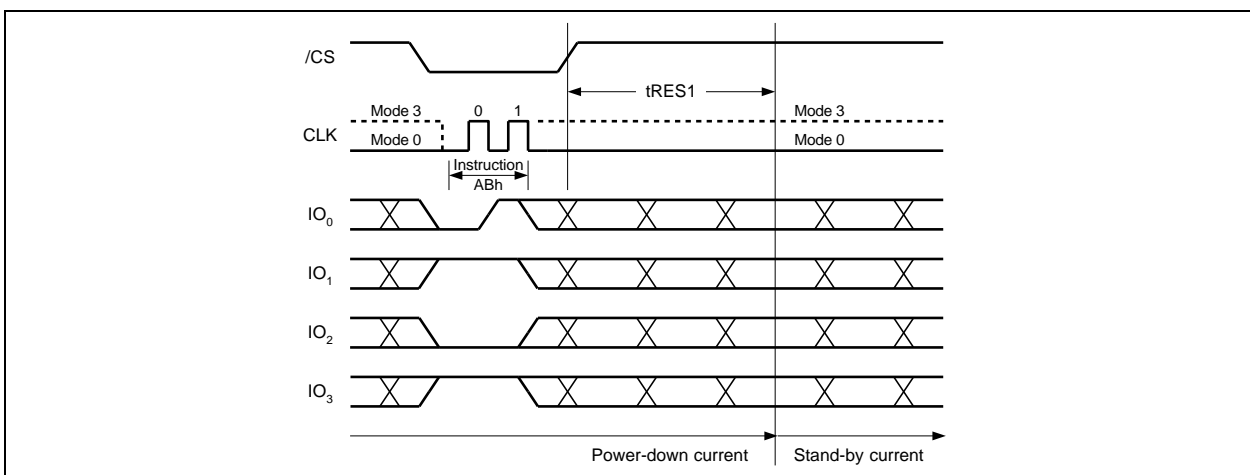 /CS
tRES1
Mode 3 0 1 Mode 3
CLK
Mode 0 Mode 0
Instruction
ABh
IO0
IO1
IO2
IO3
Power-down current Stand-by current